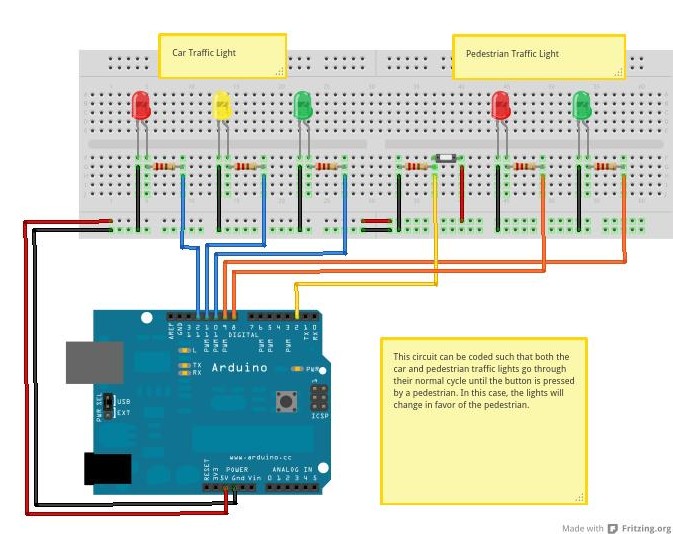 Car Traffic Light
Pedestrian Traffic Light
AREF
GND
13
12
11 PWM
10 PWM
9 PWM
8
7
6 PWM
5 PWM
4
3 PWM
2
TX 1
RX 0
DIGITAL
L
TX
RX
Arduino
PWR
ICSP
PWR SEL
USB
EXT
www.arduino.cc
POWER
ANALOG IN
RESET
3V3
5V Gnd Vin
0 1 2 3 4 5
This circuit can be coded such that both the
car and pedestrian traffic lights go through
their normal cycle until the button is pressed
by a pedestrian. In this case, the lights will
change in favor of the pedestrian.
Made with Fritzing.org